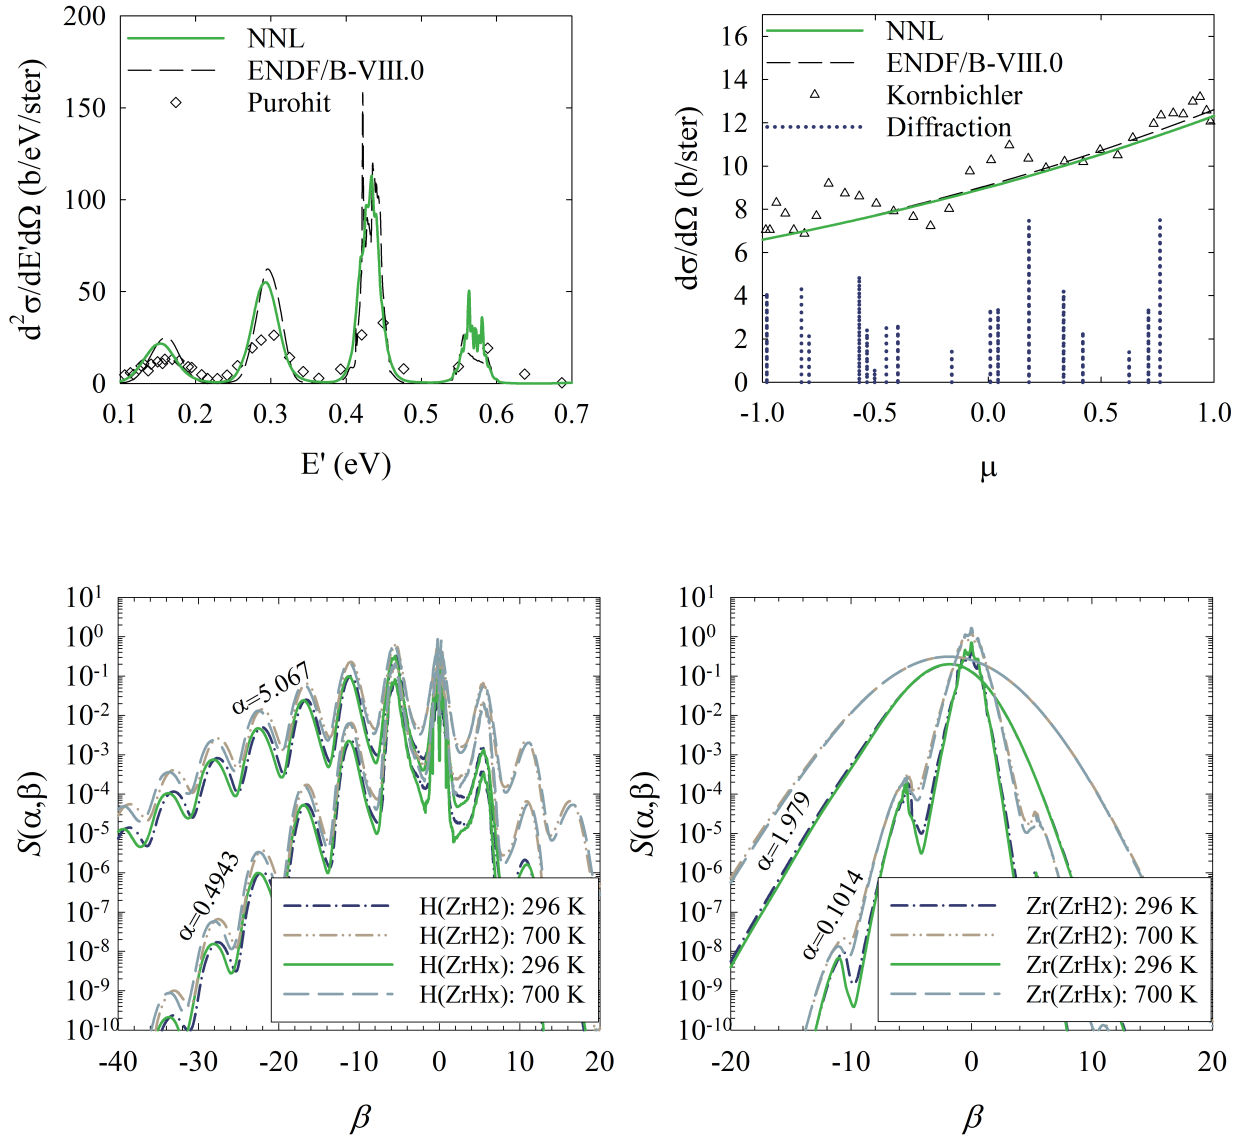 200
150
100
50
0
0.1 0.2 0.3 0.4 0.5 0.6 0.7
d²σ/dE'dΩ (b/eV/ster)
E' (eV)
NNL
ENDF/B-VIII.0
Purohit
16
14
12
10
8
6
4
2
0
-1.0 -0.5 0.0 0.5 1.0
dσ/dΩ (b/ster)
μ
NNL
ENDF/B-VIII.0
Kornbichler
Diffraction
10¹
10⁰
10⁻¹
10⁻²
10⁻³
10⁻⁴
10⁻⁵
10⁻⁶
10⁻⁷
10⁻⁸
10⁻⁹
10⁻¹⁰
-40 -30 -20 -10 0 10 20
S(α,β)
β
α=5.067
α=0.4943
H(ZrH2): 296 K
H(ZrH2): 700 K
H(ZrHx): 296 K
H(ZrHx): 700 K
10¹
10⁰
10⁻¹
10⁻²
10⁻³
10⁻⁴
10⁻⁵
10⁻⁶
10⁻⁷
10⁻⁸
10⁻⁹
10⁻¹⁰
-20 -10 0 10 20
S(α,β)
β
α=1.979
α=0.1014
Zr(ZrH2): 296 K
Zr(ZrH2): 700 K
Zr(ZrHx): 296 K
Zr(ZrHx): 700 K